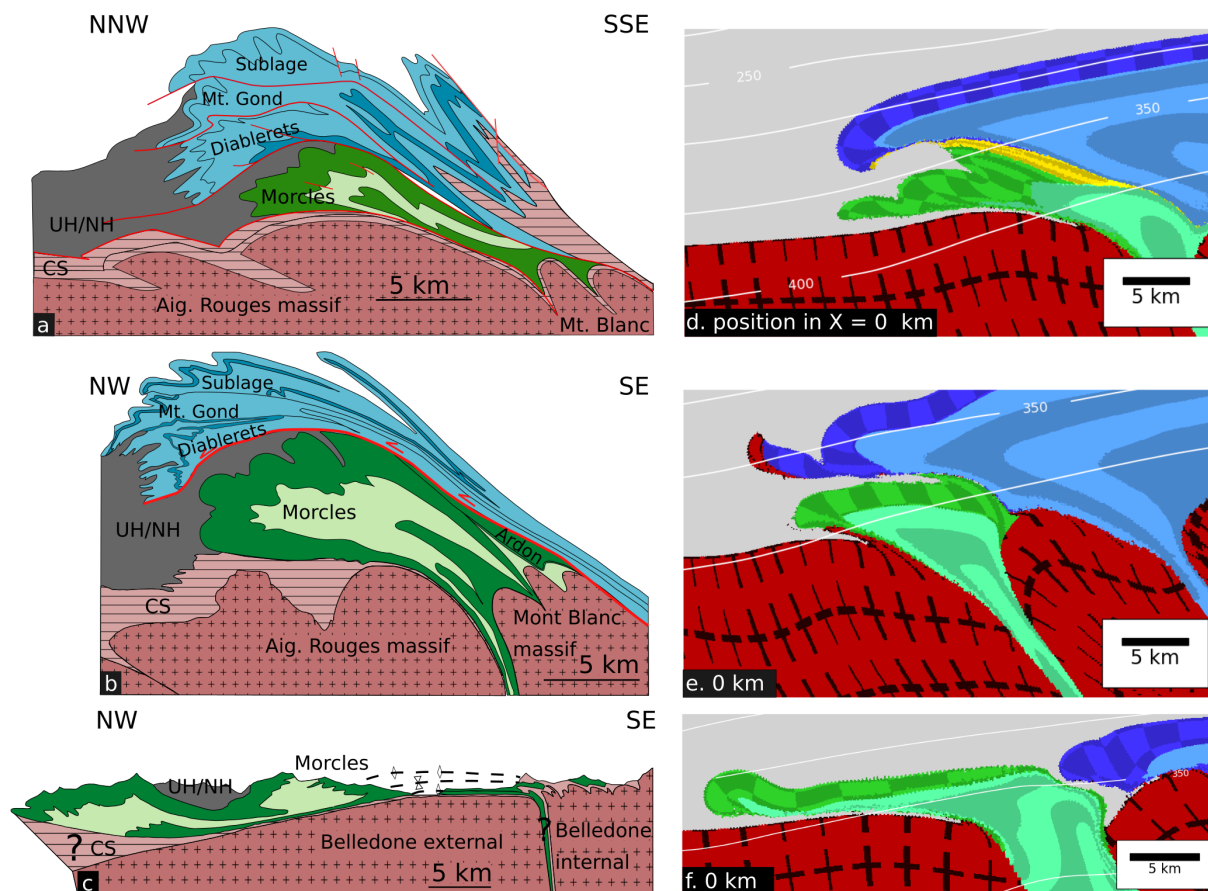 NNW
SSE
Sublage
Mt. Gond
Diablerets
Morcles
UH/NH
CS
5 km
Aig. Rouges massif
a
Mt. Blanc
250
350
400
5 km
d. position in X = 0 km
NW
SE
Sublage
Mt. Gond
Diablerets
Morcles
UH/NH
Ardon
CS
Mont Blanc
massif
Aig. Rouges massif
5 km
b
350
5 km
e. 0 km
NW
SE
Morcles
UH/NH
? CS
?
Belledone external
Belledone
internal
5 km
c
350
5 km
f. 0 km